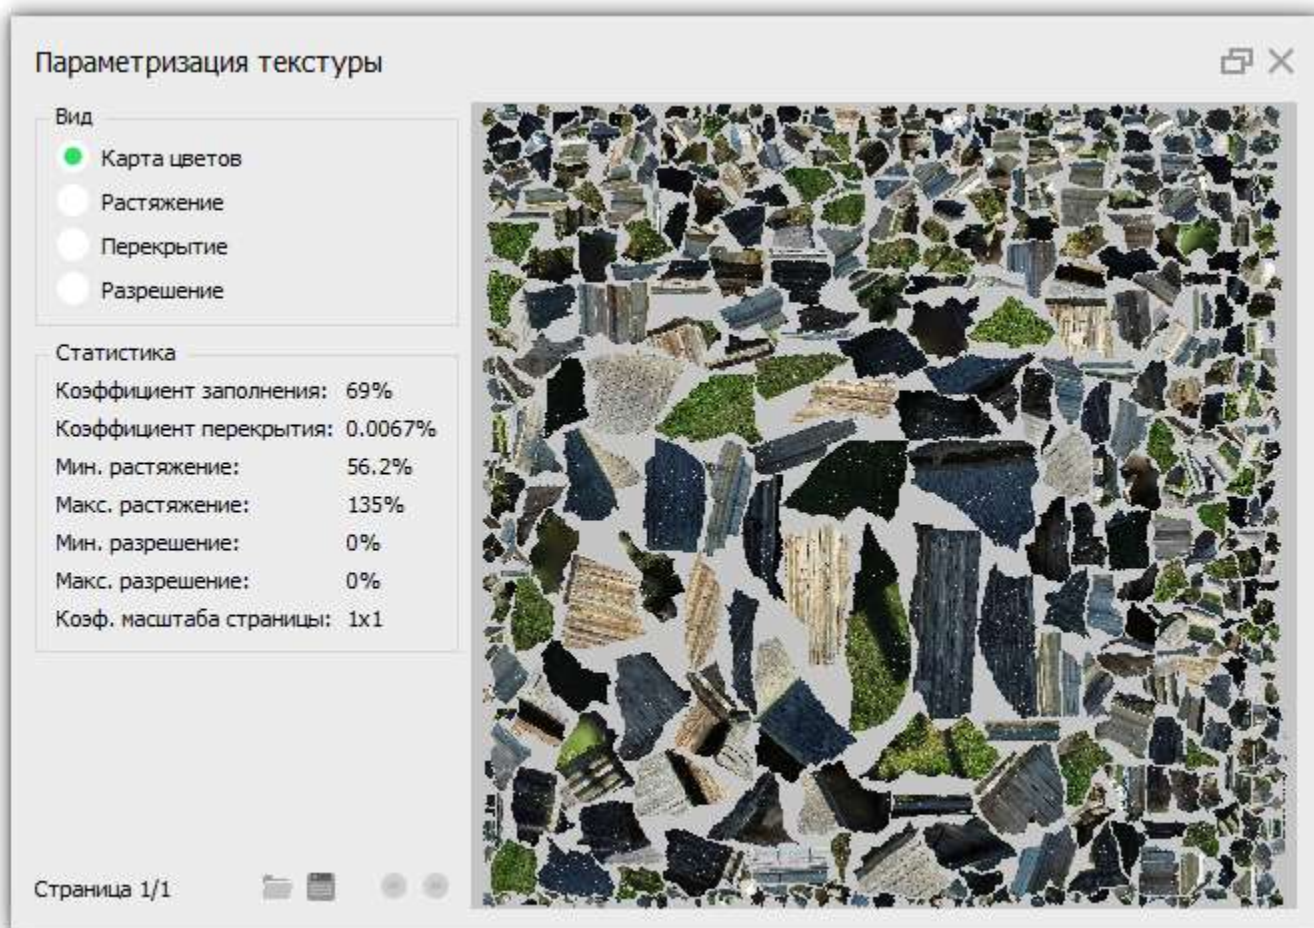 Параметризация текстуры
Вид
Карта цветов
Растяжение
Перекрытие
Разрешение
Статистика
Коэффициент заполнения: 69%
Коэффициент перекрытия: 0.0067%
Мин. растяжение: 56.2%
Макс. растяжение: 135%
Мин. разрешение: 0%
Макс. разрешение: 0%
Коэф. масштаба страницы: 1x1
Страница 1/1